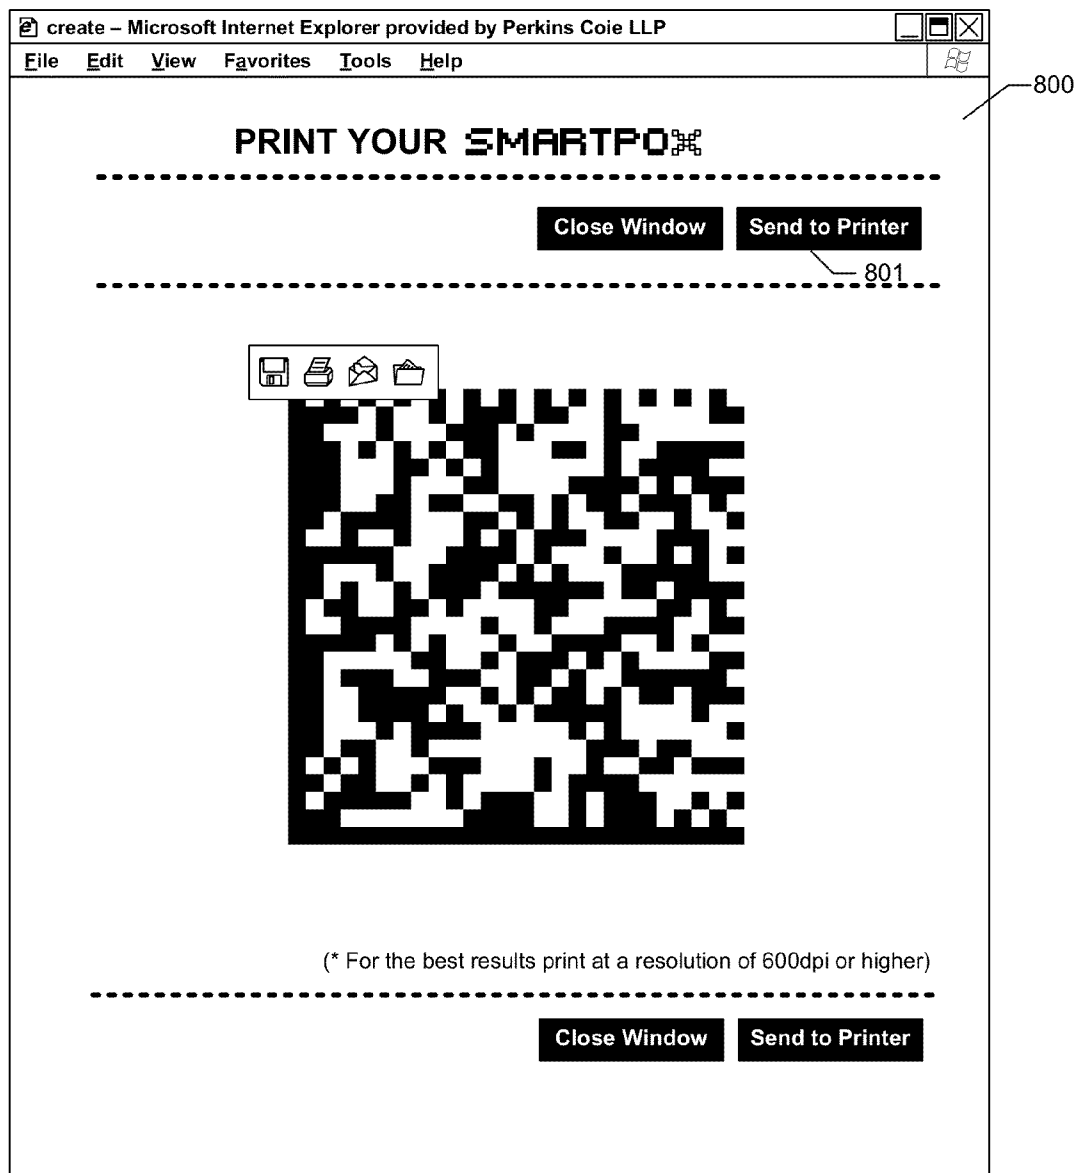 create – Microsoft Internet Explorer provided by Perkins Coie LLP
File Edit View Favorites Tools Help
800
PRINT YOUR SMARTPOX
Close Window Send to Printer
801
(* For the best results print at a resolution of 600dpi or higher)
Close Window Send to Printer